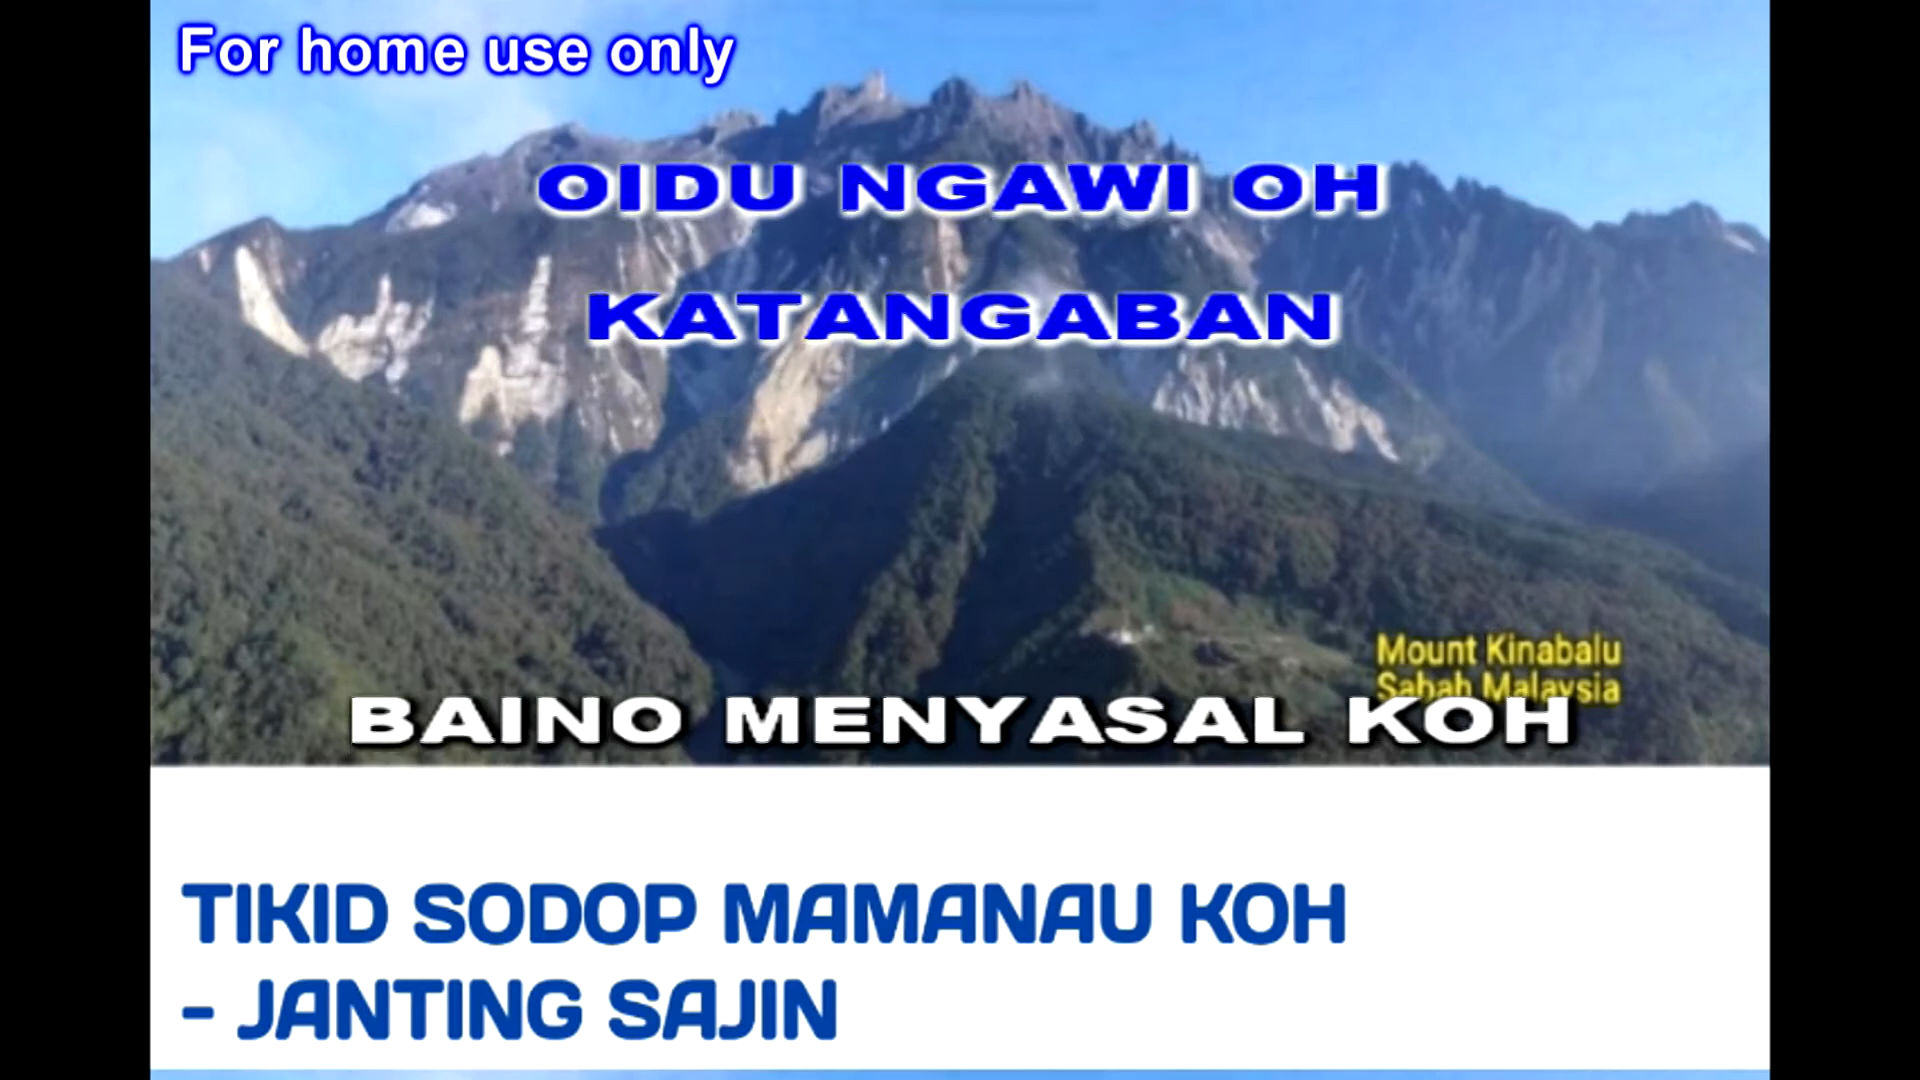 For home use only
OIDU NGAWI OH
KATANGABAN
Mount Kinabalu
Sabah Malaysia
BAINO MENYASAL KOH
TIKID SODOP MAMANAU KOH
- JANTING SAJIN